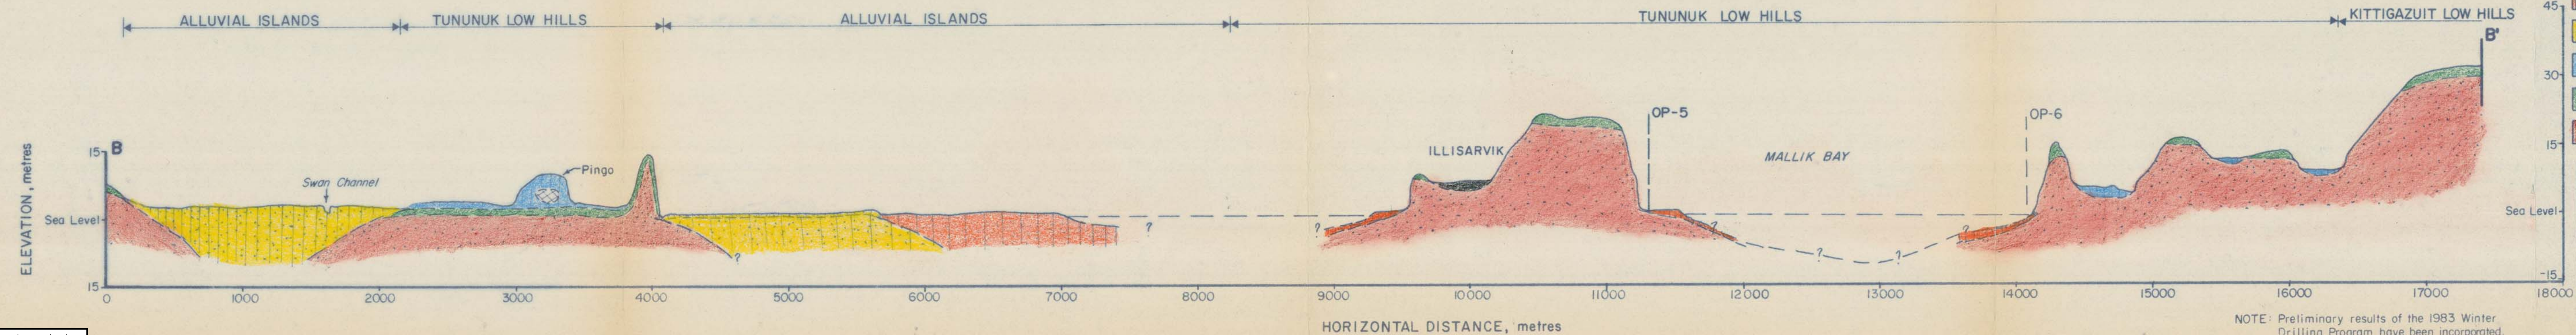 ALLUVIAL ISLANDS TUNUNUK LOW HILLS ALLUVIAL ISLANDS TUNUNUK LOW HILLS KITTIGAZUIT LOW HILLS
45
B'
30
OP-5 OP-6
15 B ILLISARVIK MALLIK BAY 15
Pingo
Swan Channel
ELEVATION, metres
Sea Level Sea Level
? ? ? ? ?
? ? ?
15 -15
0 1000 2000 3000 4000 5000 6000 7000 8000 9000 10000 11000 12000 13000 14000 15000 16000 17000 18000
HORIZONTAL DISTANCE, metres
NOTE: Preliminary results of the 1983 Winter
Drilling Program have been incorporated.